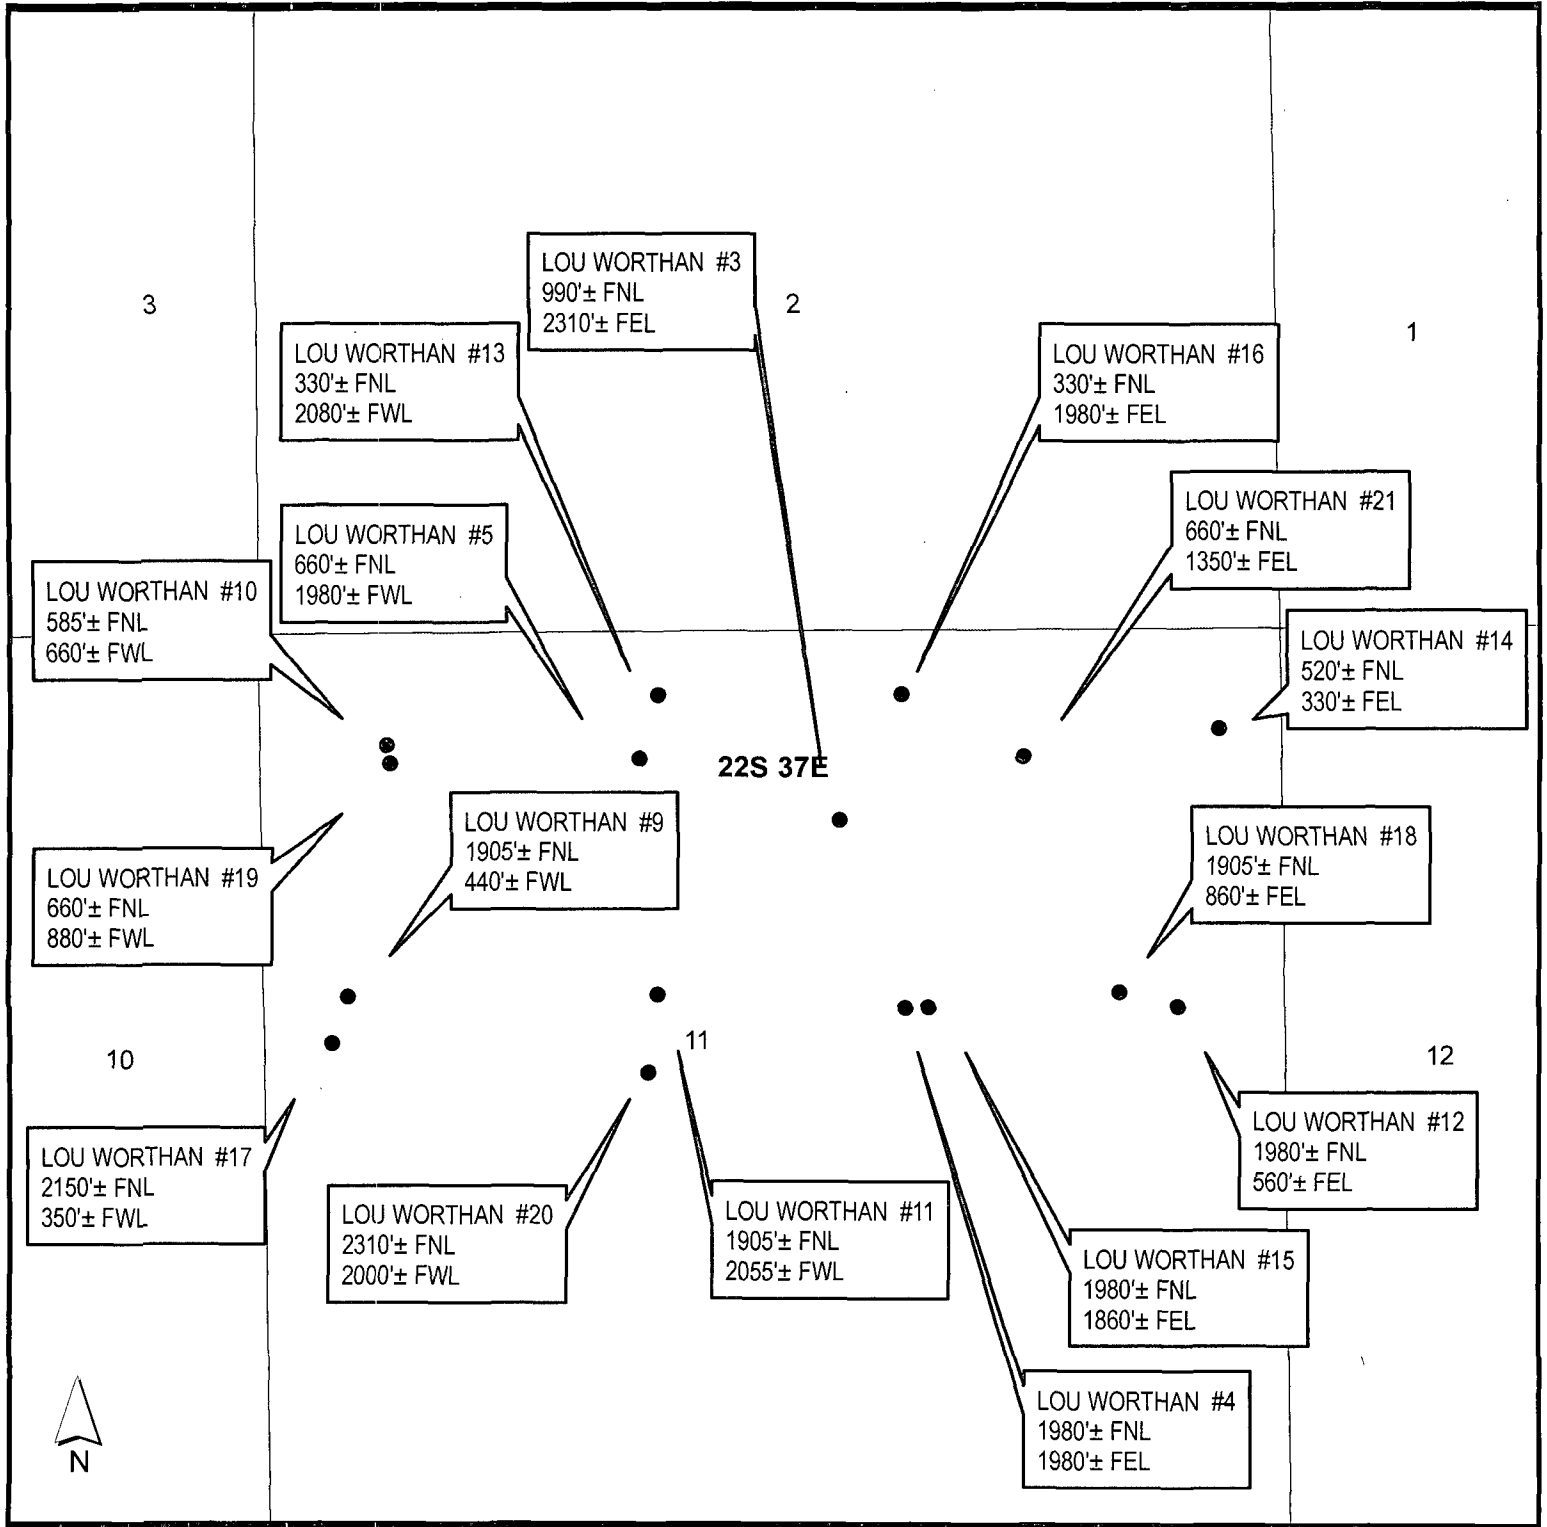 LOU WORTHAN #3
990'± FNL
2310'± FEL
3
2
1
LOU WORTHAN #13
330'± FNL
2080'± FWL
LOU WORTHAN #16
330'± FNL
1980'± FEL
LOU WORTHAN #21
660'± FNL
1350'± FEL
LOU WORTHAN #5
660'± FNL
1980'± FWL
LOU WORTHAN #10
585'± FNL
660'± FWL
LOU WORTHAN #14
520'± FNL
330'± FEL
22S 37E
LOU WORTHAN #9
1905'± FNL
440'± FWL
LOU WORTHAN #18
1905'± FNL
860'± FEL
LOU WORTHAN #19
660'± FNL
880'± FWL
10
11
12
LOU WORTHAN #12
1980'± FNL
560'± FEL
LOU WORTHAN #17
2150'± FNL
350'± FWL
LOU WORTHAN #20
2310'± FNL
2000'± FWL
LOU WORTHAN #11
1905'± FNL
2055'± FWL
LOU WORTHAN #15
1980'± FNL
1860'± FEL
LOU WORTHAN #4
1980'± FNL
1980'± FEL
N